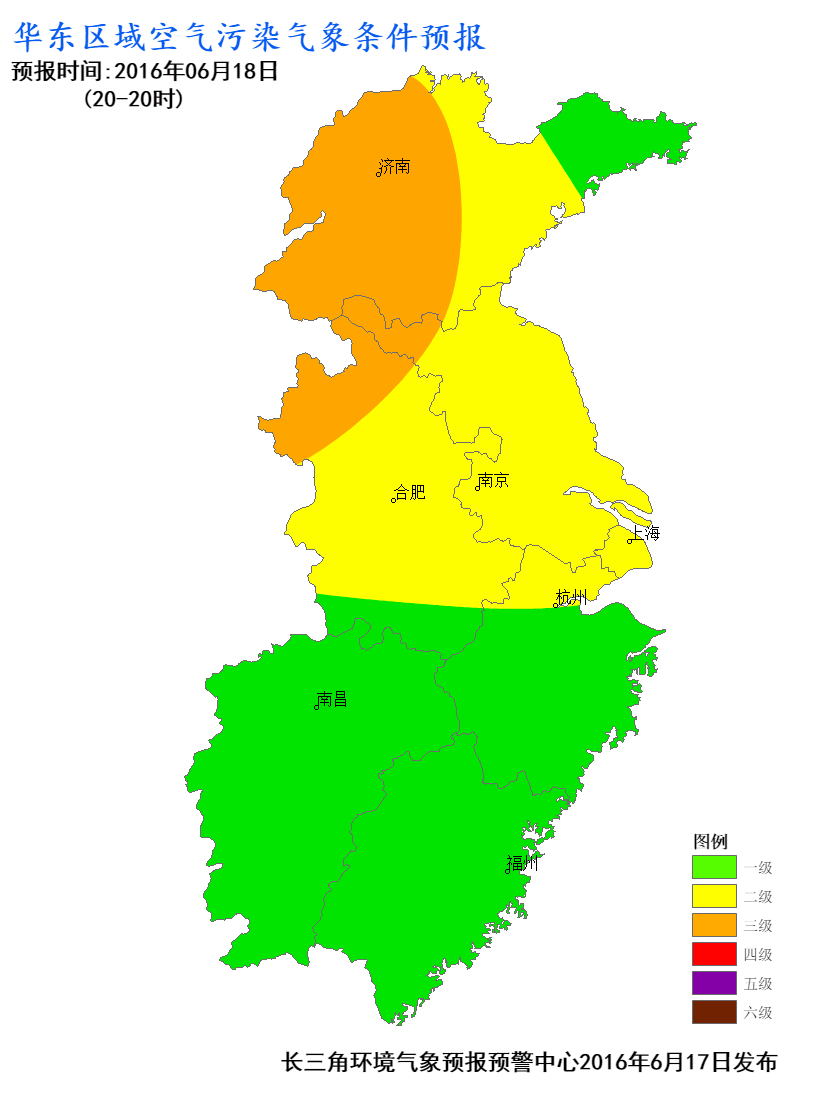 华东区域空气污染气象条件预报
预报时间:2016年06月18日
(20-20时)
济南
合肥
南京
上海
杭州
南昌
福州
图例
一级
二级
三级
四级
五级
六级
长三角环境气象预报预警中心2016年6月17日发布